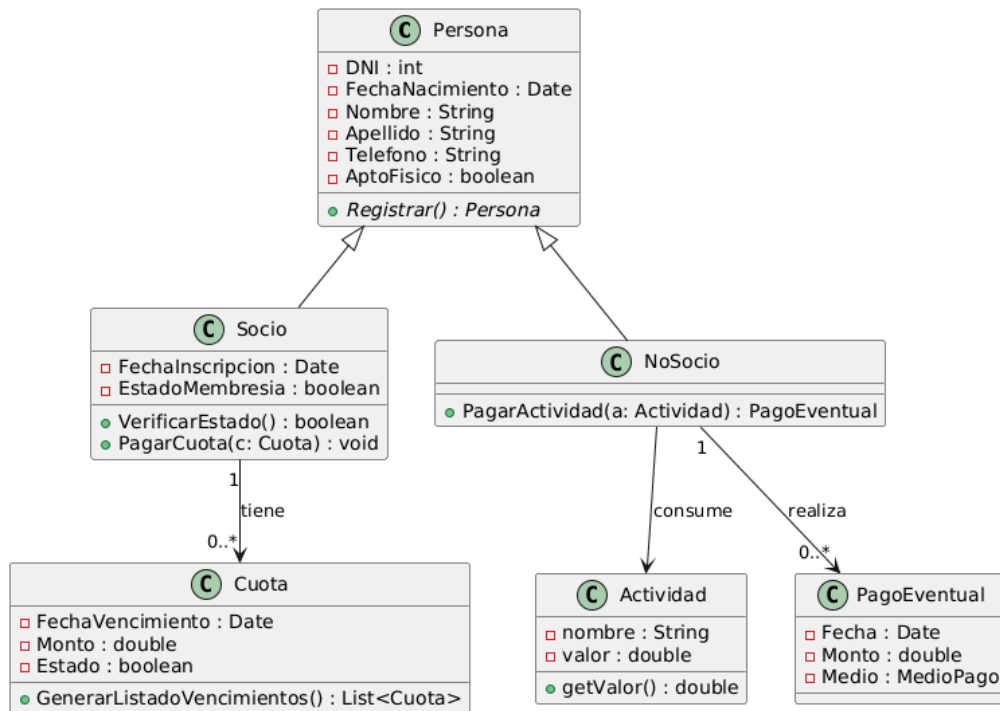 C Persona
DNI : int
FechaNacimiento : Date
Nombre : String
Apellido : String
Telefono : String
AptoFisico : boolean
Registrar() : Persona
C Socio
FechaInscripcion : Date
EstadoMembresia : boolean
VerificarEstado() : boolean
PagarCuota(c: Cuota) : void
C NoSocio
PagarActividad(a: Actividad) : PagoEventual
1
tiene
0..*
consume
1
realiza
0..*
C Cuota
FechaVencimiento : Date
Monto : double
Estado : boolean
GenerarListadoVencimientos() : List<Cuota>
C Actividad
nombre : String
valor : double
getValor() : double
C PagoEventual
Fecha : Date
Monto : double
Medio : MedioPago